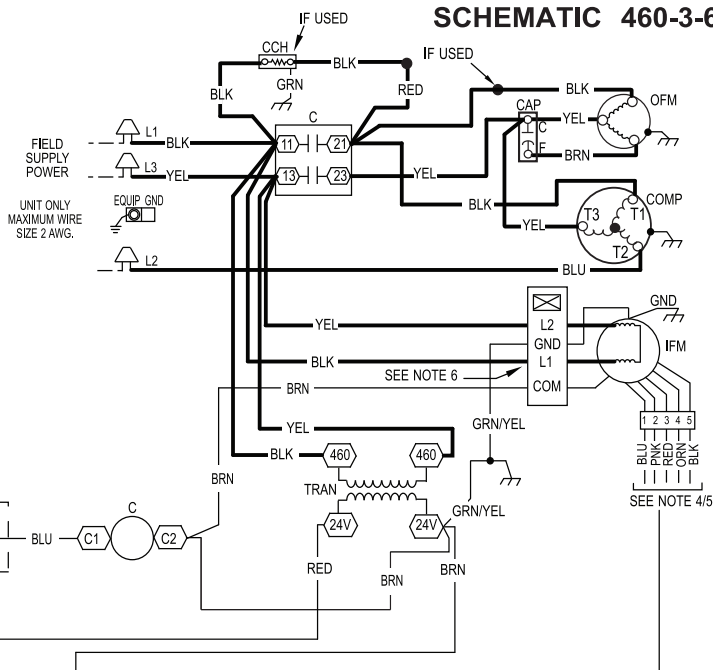 SCHEMATIC 460-3-6
IF USED
CCH
BLK
GRN
IF USED
BLK
RED
BLK
C
CAP
C
F
YEL
BRN
OFM
FIELD
SUPPLY
POWER
L1
BLK
11
21
L3
YEL
13
23
YEL
UNIT ONLY
MAXIMUM WIRE
SIZE 2 AWG.
EQUIP GND
BLK
COMP
T3
T1
T2
YEL
L2
BLU
YEL
L2
GND
GND
IFM
BLK
L1
SEE NOTE 6
BRN
COM
GRN/YEL
1 2 3 4 5
BLU
PNK
RED
ORN
BLK
SEE NOTE 4/5
YEL
BLK
460
460
TRAN
BRN
24V
24V
GRN/YEL
C
BLU
C1
C2
RED
BRN
BRN